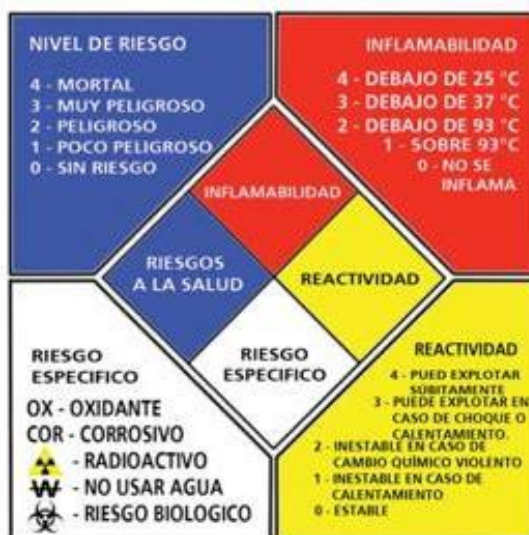 NIVEL DE RIESGO
4 - MORTAL
3 - MUY PELIGROSO
2 - PELIGROSO
1 - POCO PELIGROSO
0 - SIN RIESGO
INFLAMABILIDAD
4 - DEBAJO DE 25 °C
3 - DEBAJO DE 37 °C
2 - DEBAJO DE 93 °C
1 - SOBRE 93°C
0 - NO SE
INFLAMA
INFLAMABILIDAD
RIESGOS
A LA SALUD
REACTIVIDAD
RIESGO
ESPECIFICO
RIESGO
ESPECIFICO
OX - OXIDANTE
COR - CORROSIVO
- RADIOACTIVO
W - NO USAR AGUA
- RIESGO BIOLOGICO
REACTIVIDAD
4 - PUED EXPLOTAR
SÚBITAMENTE
3 - PUEDE EXPLOTAR EN
CASO DE CHOQUE O
CALENTAMIENTO.
2 - INESTABLE EN CASO DE
CAMBIO QUÍMICO VIOLENTO
1 - INESTABLE EN CASO DE
CALENTAMIENTO
0 - ESTABLE